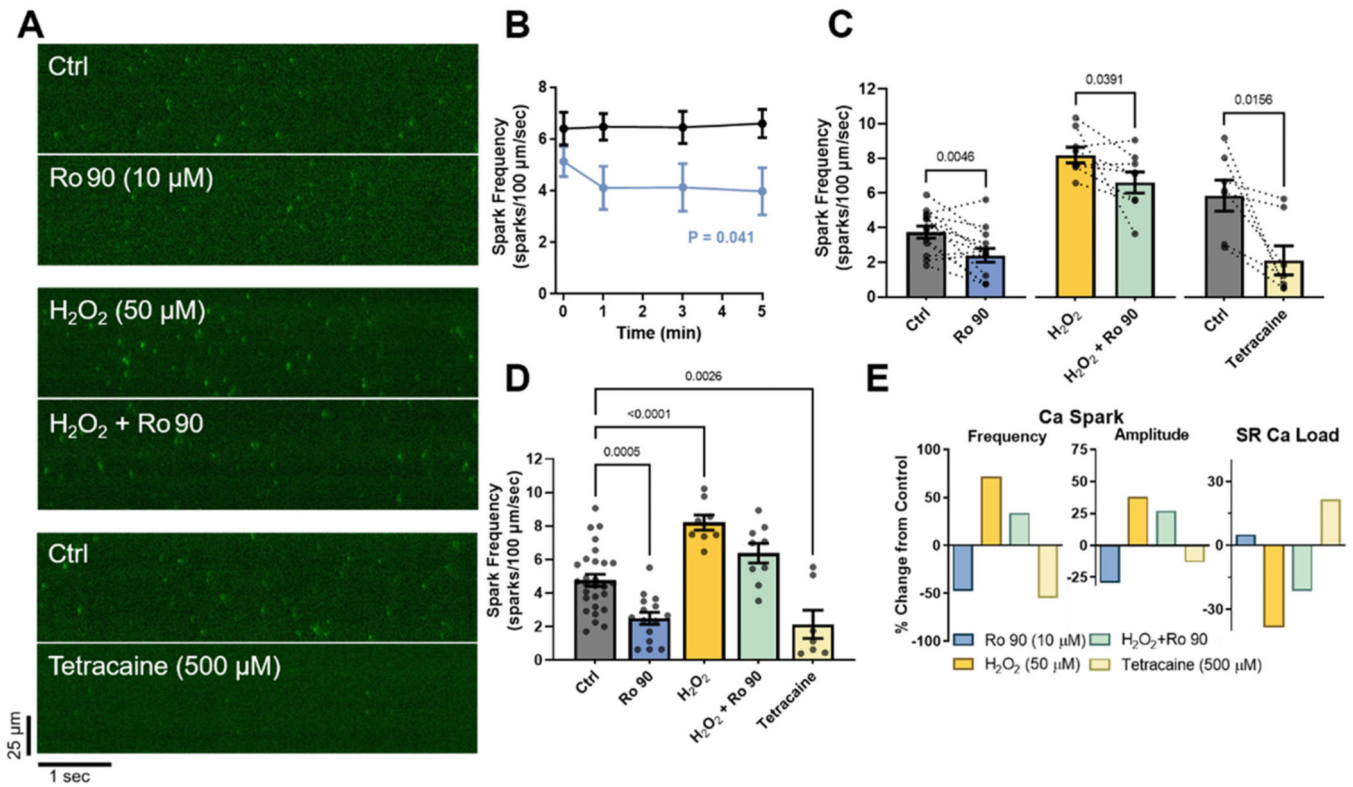 A
Ctrl
Ro 90 (10 µM)
H₂O₂ (50 µM)
H₂O₂ + Ro 90
Ctrl
Tetracaine (500 µM)
25 µm
1 sec
B
Spark Frequency
(sparks/100 µm/sec)
8
6
4
2
0
P = 0.041
0
1
2
3
4
5
Time (min)
C
Spark Frequency
(sparks/100 µm/sec)
12
10
8
6
4
2
0
0.0046
0.0391
0.0156
Ctrl
Ro 90
H₂O₂
H₂O₂ + Ro 90
Ctrl
Tetracaine
D
Spark Frequency
(sparks/100 µm/sec)
12
10
8
6
4
2
0
0.0026
<0.0001
0.0005
Ctrl
Ro 90
H₂O₂
H₂O₂ + Ro 90
Tetracaine
E
Ca Spark
Frequency
Amplitude
SR Ca Load
% Change from Control
100
50
0
-50
-100
100
75
50
25
0
-25
30
0
-30
Ro 90 (10 µM)
H₂O₂+Ro 90
H₂O₂ (50 µM)
Tetracaine (500 µM)